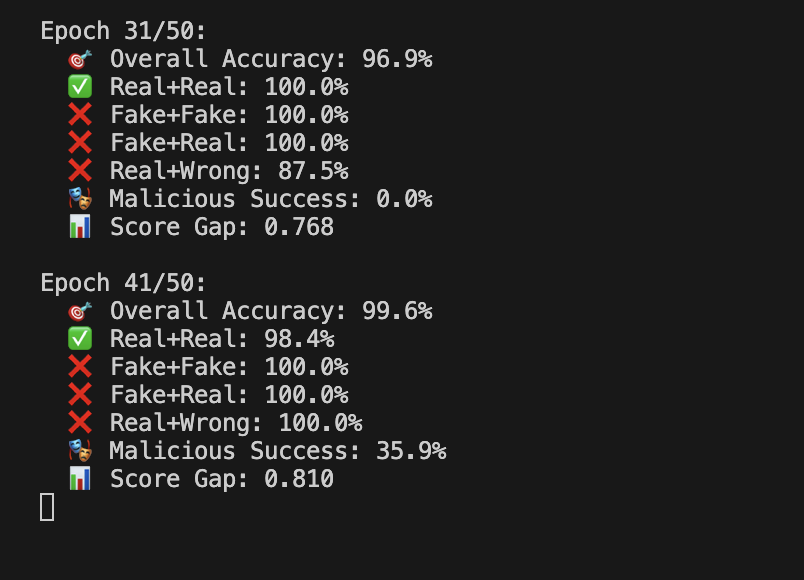 Epoch 31/50:
🎯 Overall Accuracy: 96.9%
✅ Real+Real: 100.0%
❌ Fake+Fake: 100.0%
❌ Fake+Real: 100.0%
❌ Real+Wrong: 87.5%
🎭 Malicious Success: 0.0%
📊 Score Gap: 0.768
Epoch 41/50:
🎯 Overall Accuracy: 99.6%
✅ Real+Real: 98.4%
❌ Fake+Fake: 100.0%
❌ Fake+Real: 100.0%
❌ Real+Wrong: 100.0%
🎭 Malicious Success: 35.9%
📊 Score Gap: 0.810